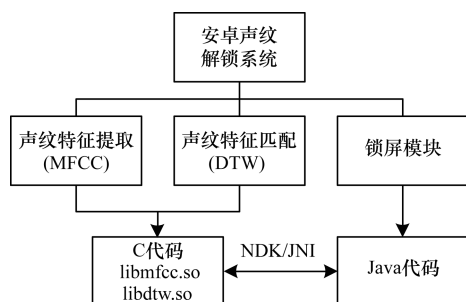 安卓声纹
解锁系统
声纹特征提取
(MFCC)
声纹特征匹配
(DTW)
锁屏模块
C代码
libmfcc.so
libdtw.so
NDK/JNI
Java代码